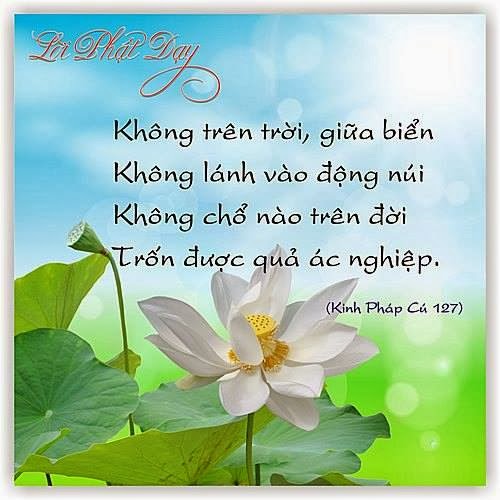 Lời Phật Dạy
Không trên trời, giữa biển
Không lánh vào động núi
Không chổ nào trên đời
Trốn được quả ác nghiệp.
(Kinh Pháp Cú 127)